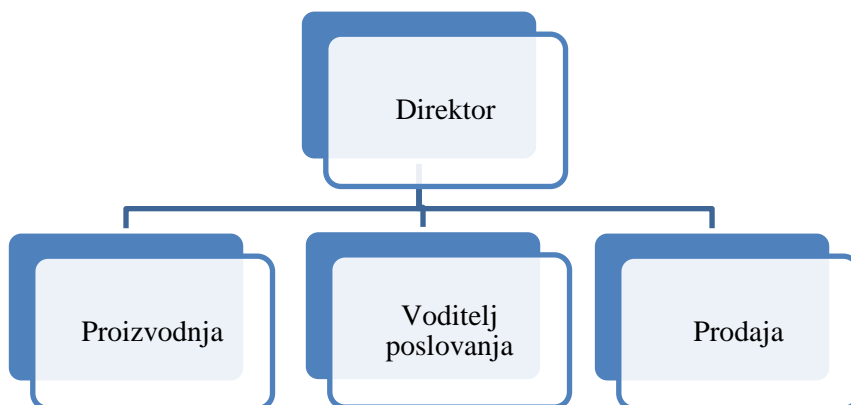 Direktor
Proizvodnja
Voditelj
poslovanja
Prodaja